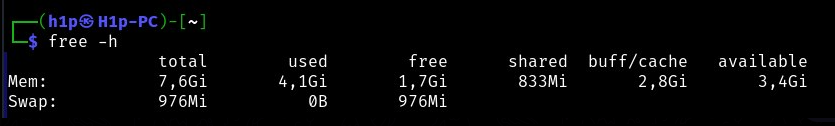 (h1p㉿H1p-PC)-[~]
$ free -h
total used free shared buff/cache available
Mem: 7,6Gi 4,1Gi 1,7Gi 833Mi 2,8Gi 3,4Gi
Swap: 976Mi 0B 976Mi